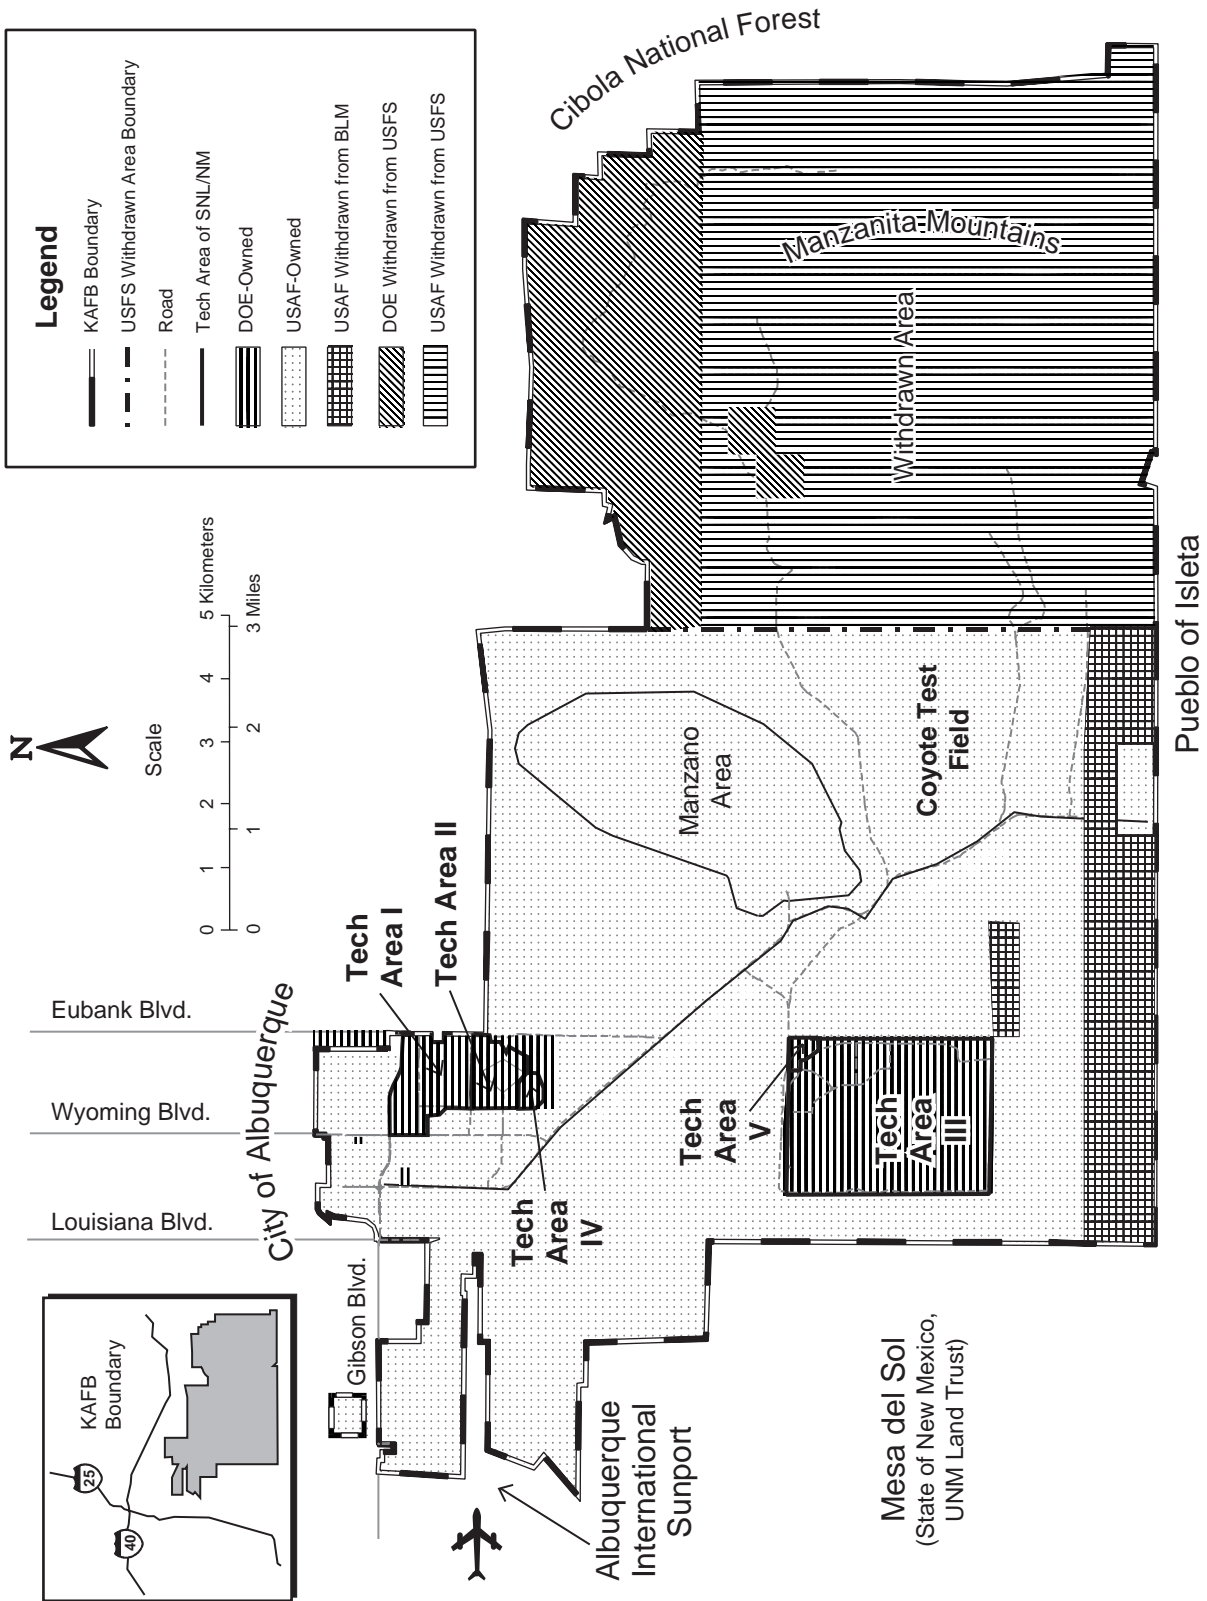 Legend
KAFB Boundary
USFS Withdrawn Area Boundary
Road
Tech Area of SNL/NM
DOE-Owned
USAF-Owned
USAF Withdrawn from BLM
DOE Withdrawn from USFS
USAF Withdrawn from USFS
N
Scale
0 1 2 3 4 5 Kilometers
0 1 2 3 Miles
KAFB
Boundary
25
40
Eubank Blvd.
Wyoming Blvd.
Louisiana Blvd.
Gibson Blvd.
City of Albuquerque
Cibola National Forest
Tech
Area I
Tech Area II
Tech
Area
IV
Tech
Area
V
Tech
Area
III
Manzano
Area
Coyote Test
Field
Withdrawn Area
Manzanita Mountains
Albuquerque
International
Sunport
Mesa del Sol
(State of New Mexico,
UNM Land Trust)
Pueblo of Isleta